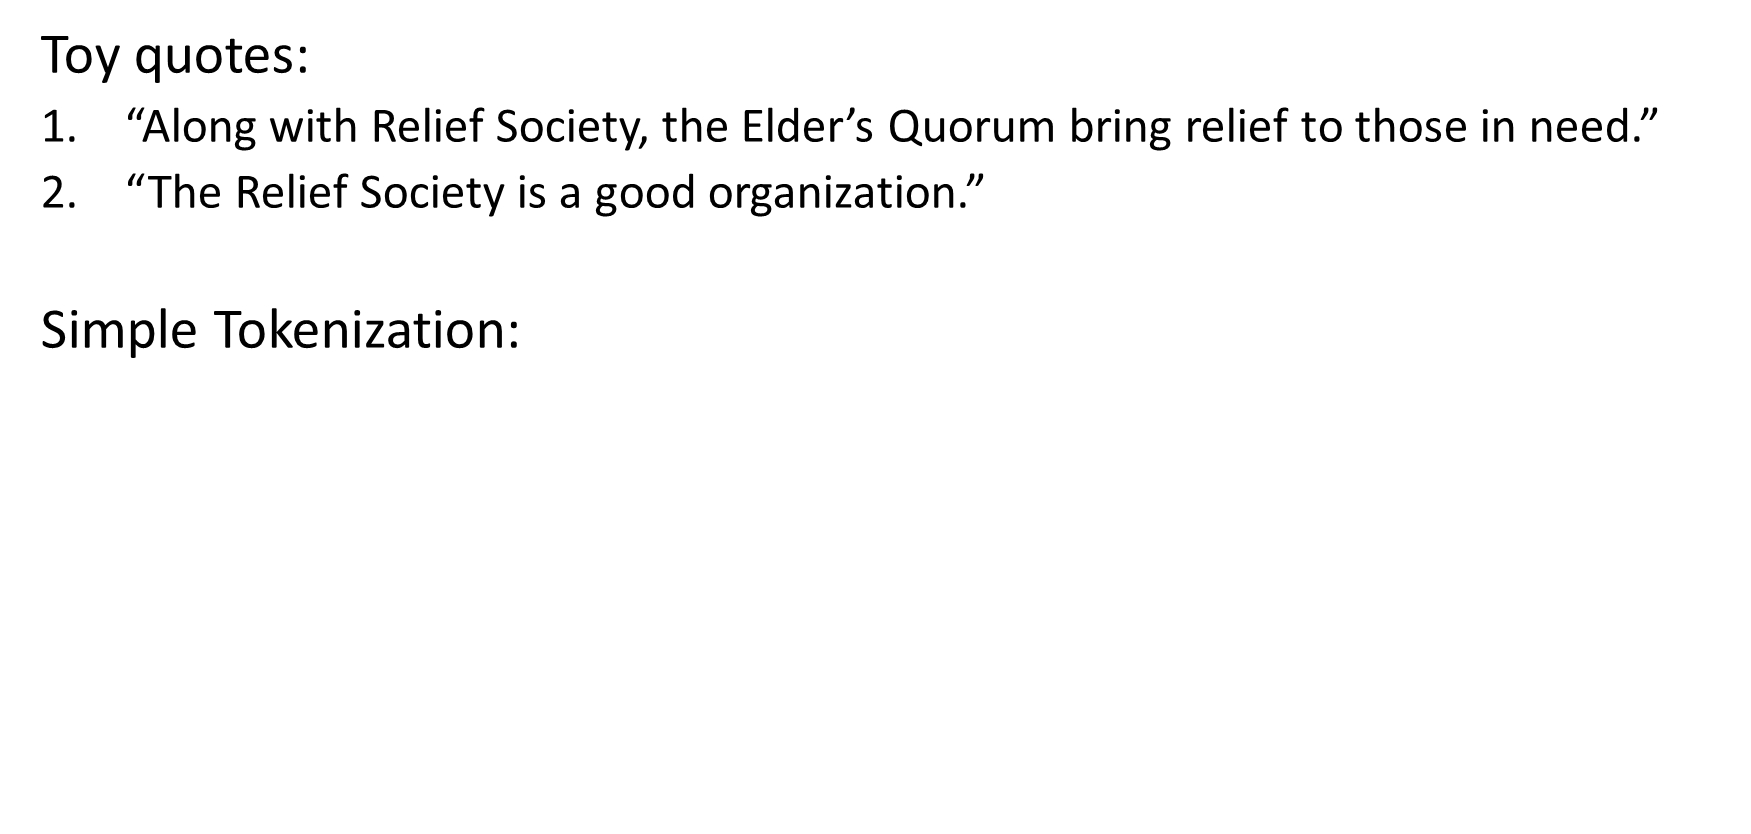 Toy quotes:
1. “Along with Relief Society, the Elder’s Quorum bring relief to those in need.”
2. “The Relief Society is a good organization.”
Simple Tokenization: